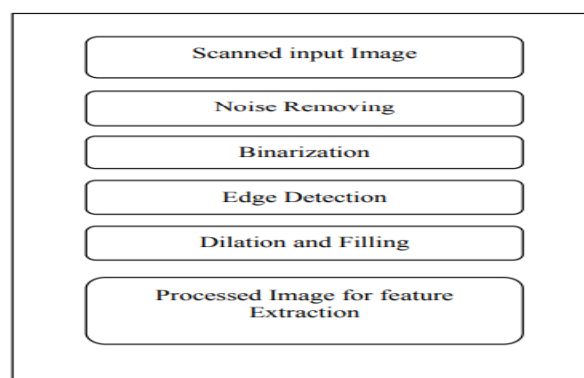 Scanned input Image
Noise Removing
Binarization
Edge Detection
Dilation and Filling
Processed Image for feature
Extraction